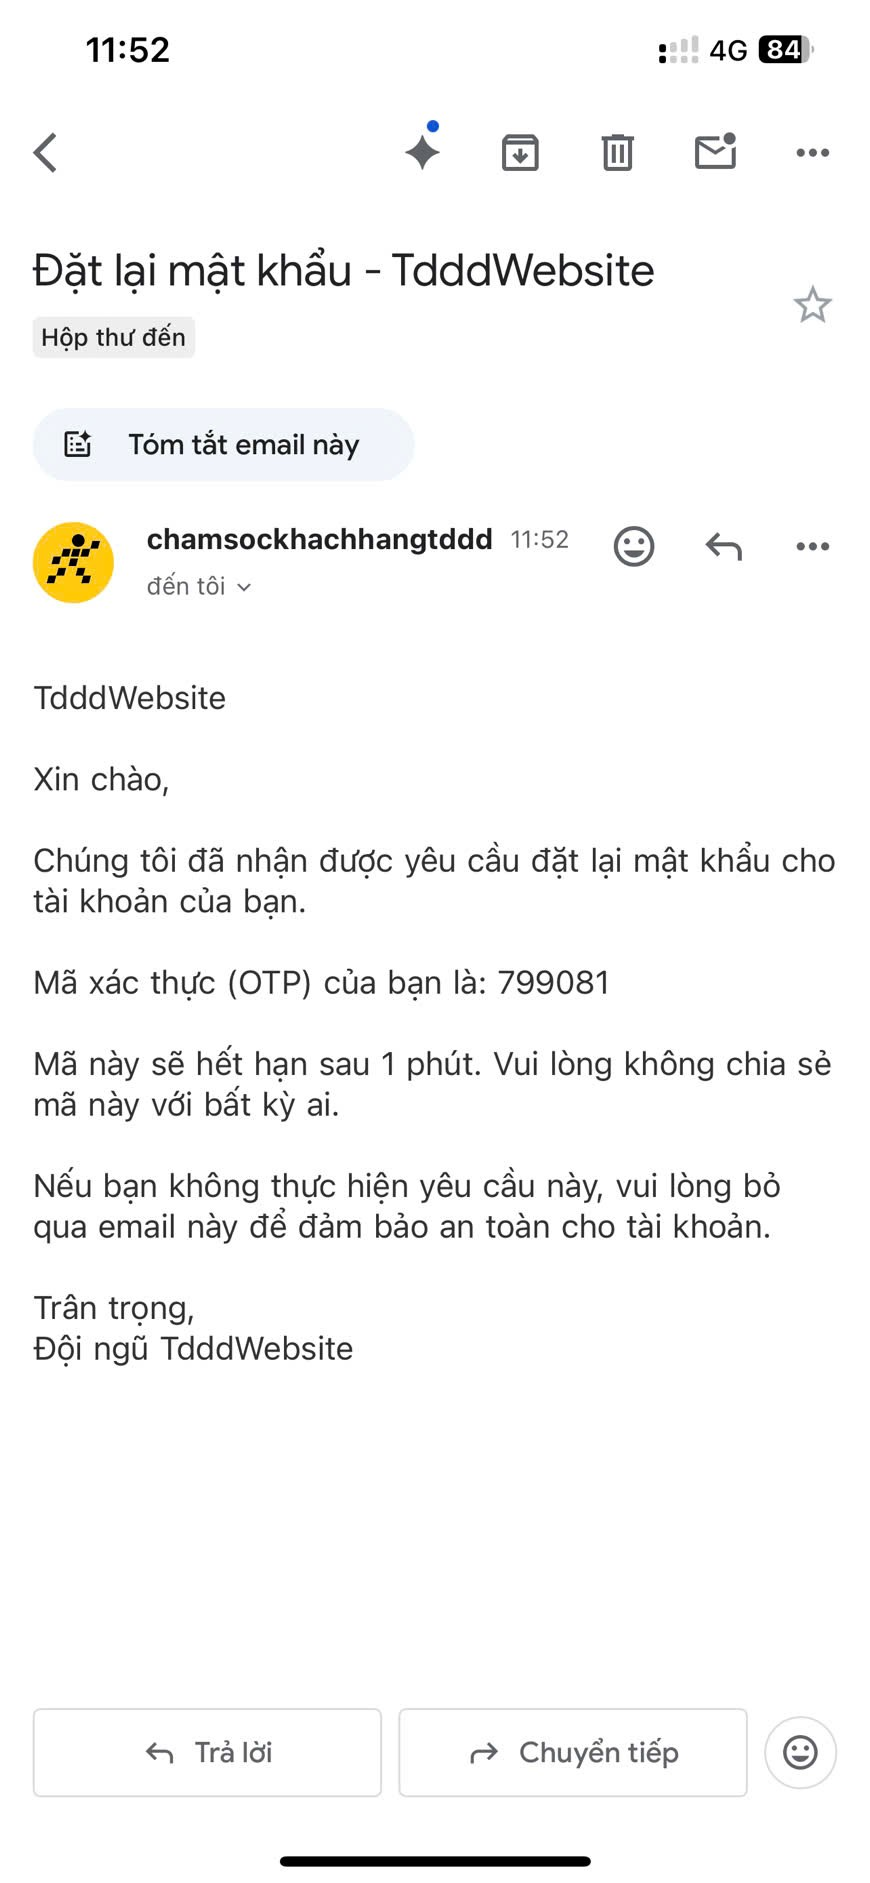 11:52
4G 84
Đặt lại mật khẩu - TdddWebsite
Hộp thư đến
Tóm tắt email này
chamsockhachhangtddd 11:52
đến tôi
TdddWebsite
Xin chào,
Chúng tôi đã nhận được yêu cầu đặt lại mật khẩu cho
tài khoản của bạn.
Mã xác thực (OTP) của bạn là: 799081
Mã này sẽ hết hạn sau 1 phút. Vui lòng không chia sẻ
mã này với bất kỳ ai.
Nếu bạn không thực hiện yêu cầu này, vui lòng bỏ
qua email này để đảm bảo an toàn cho tài khoản.
Trân trọng,
Đội ngũ TdddWebsite
Trả lời
Chuyển tiếp